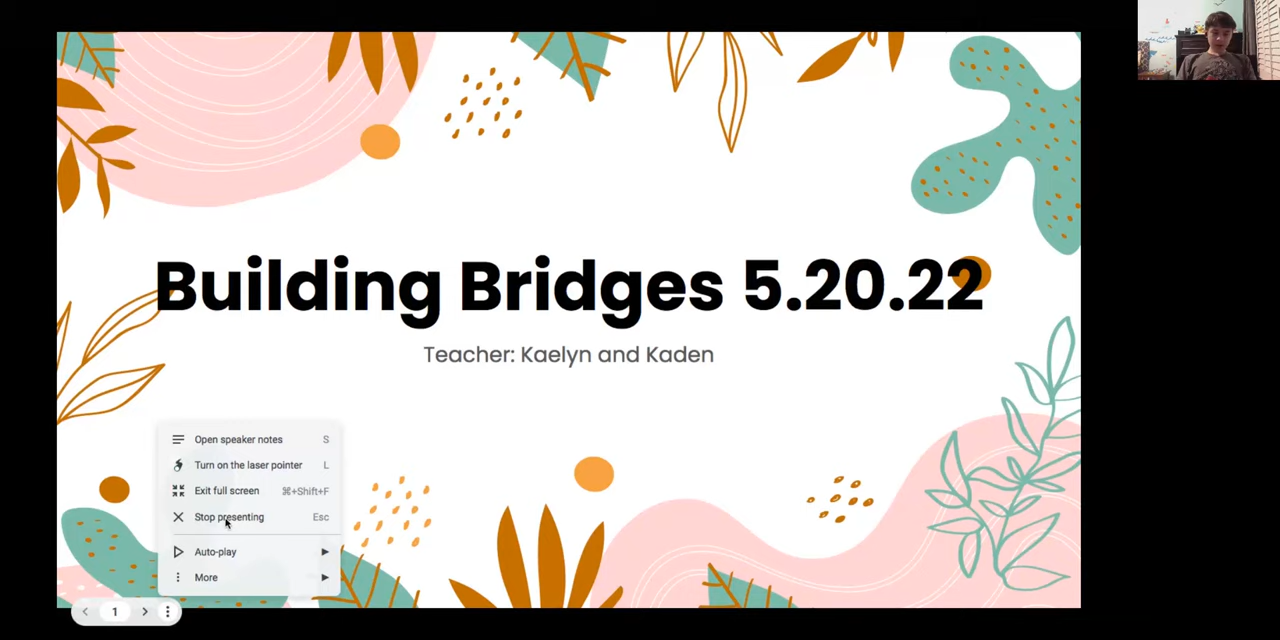 Building Bridges 5.20.22
Teacher: Kaelyn and Kaden
Open speaker notes S
Turn on the laser pointer L
Exit full screen ⌘+Shift+F
Stop presenting Esc
Auto-play
More
1